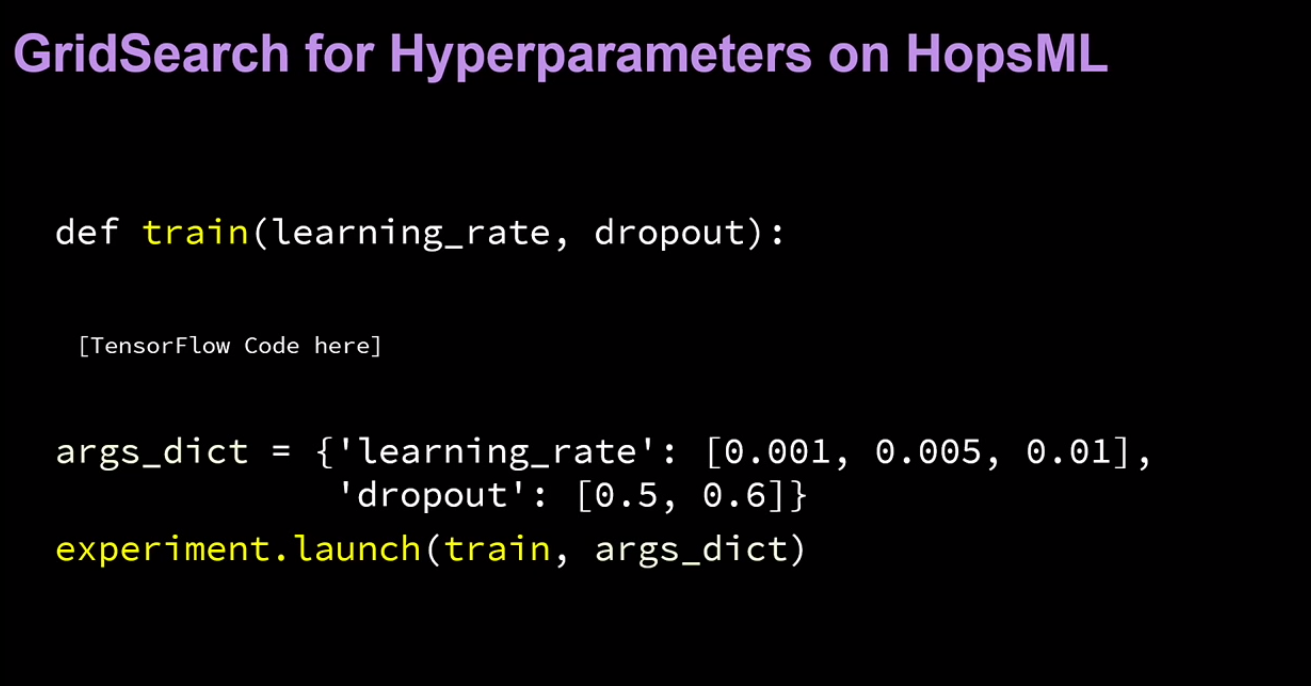 GridSearch for Hyperparameters on HopsML
def train(learning_rate, dropout):
[TensorFlow Code here]
args_dict = {'learning_rate': [0.001, 0.005, 0.01],
'dropout': [0.5, 0.6]}
experiment.launch(train, args_dict)